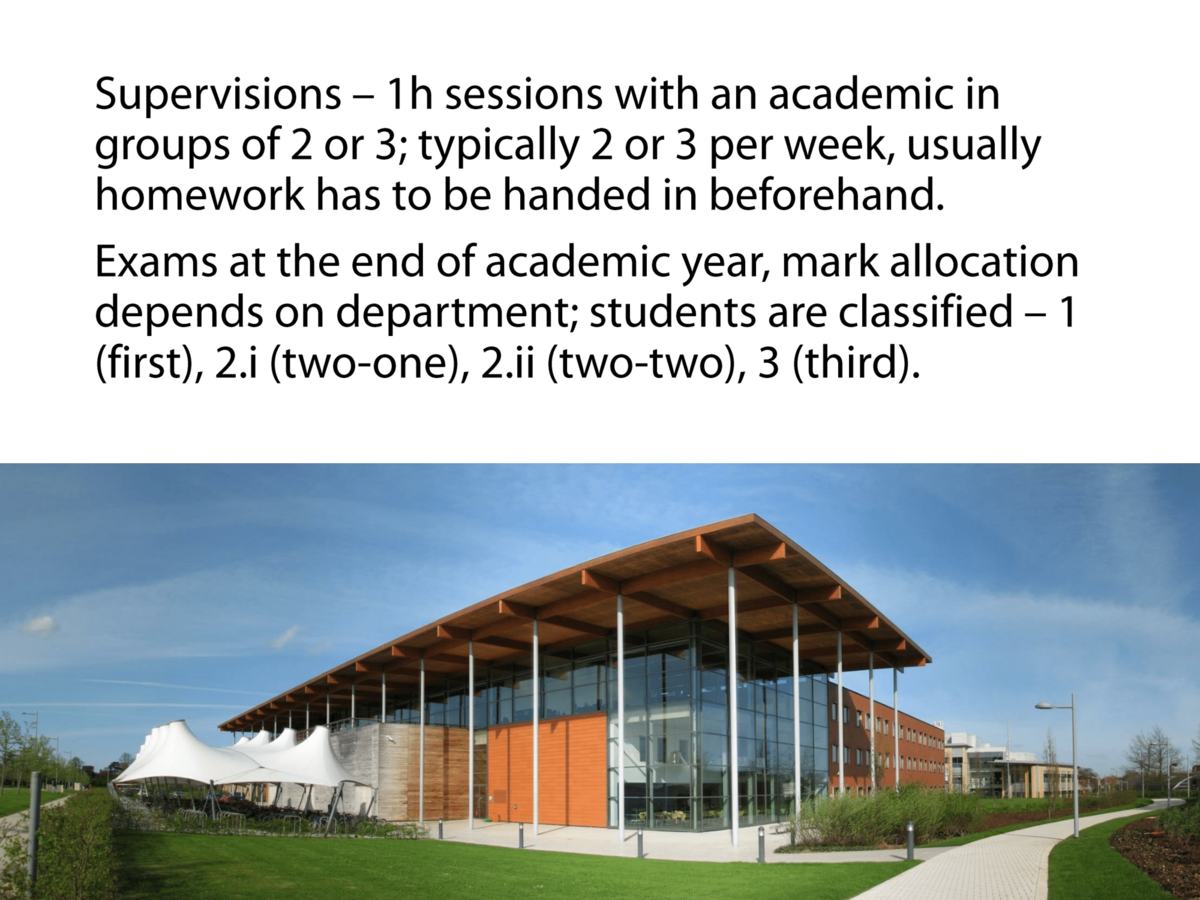 Supervisions – 1h sessions with an academic in
groups of 2 or 3; typically 2 or 3 per week, usually
homework has to be handed in beforehand.
Exams at the end of academic year, mark allocation
depends on department; students are classified – 1
(first), 2.i (two-one), 2.ii (two-two), 3 (third).